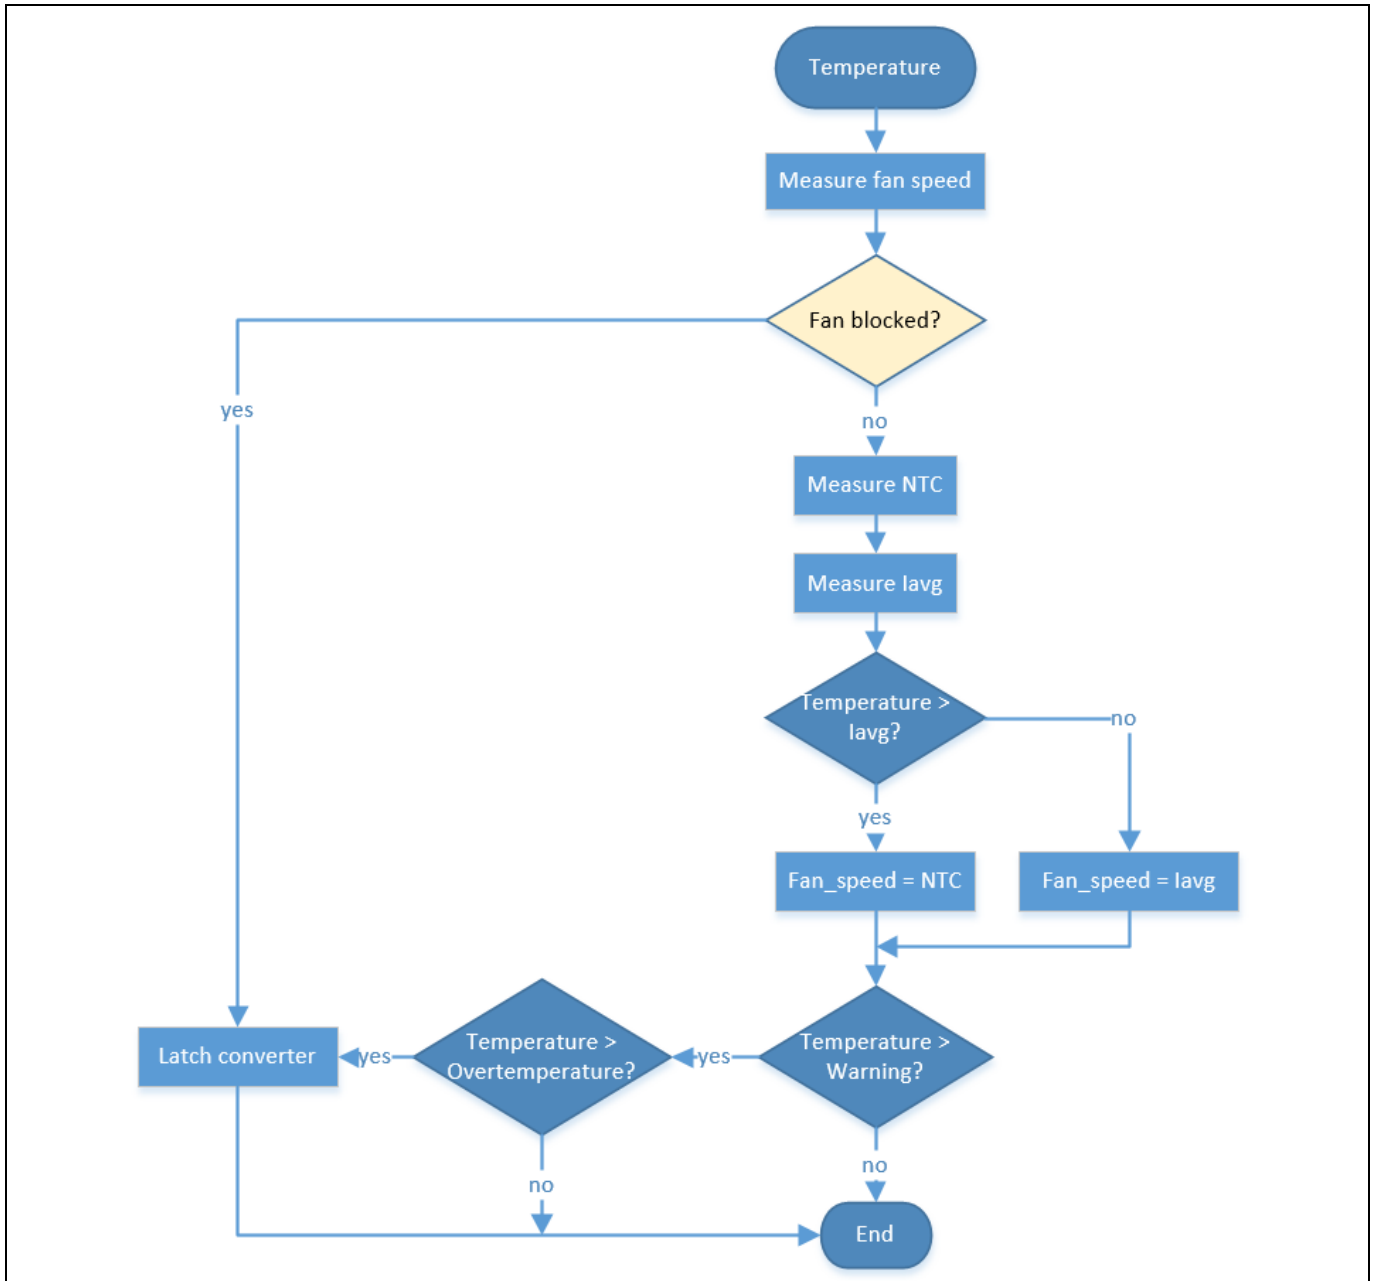 Temperature
Measure fan speed
Fan blocked?
yes
no
Measure NTC
Measure Iavg
Temperature >
Iavg?
no
yes
Fan_speed = NTC
Fan_speed = Iavg
Latch converter
yes
Temperature >
Overtemperature?
yes
Temperature >
Warning?
no
no
End